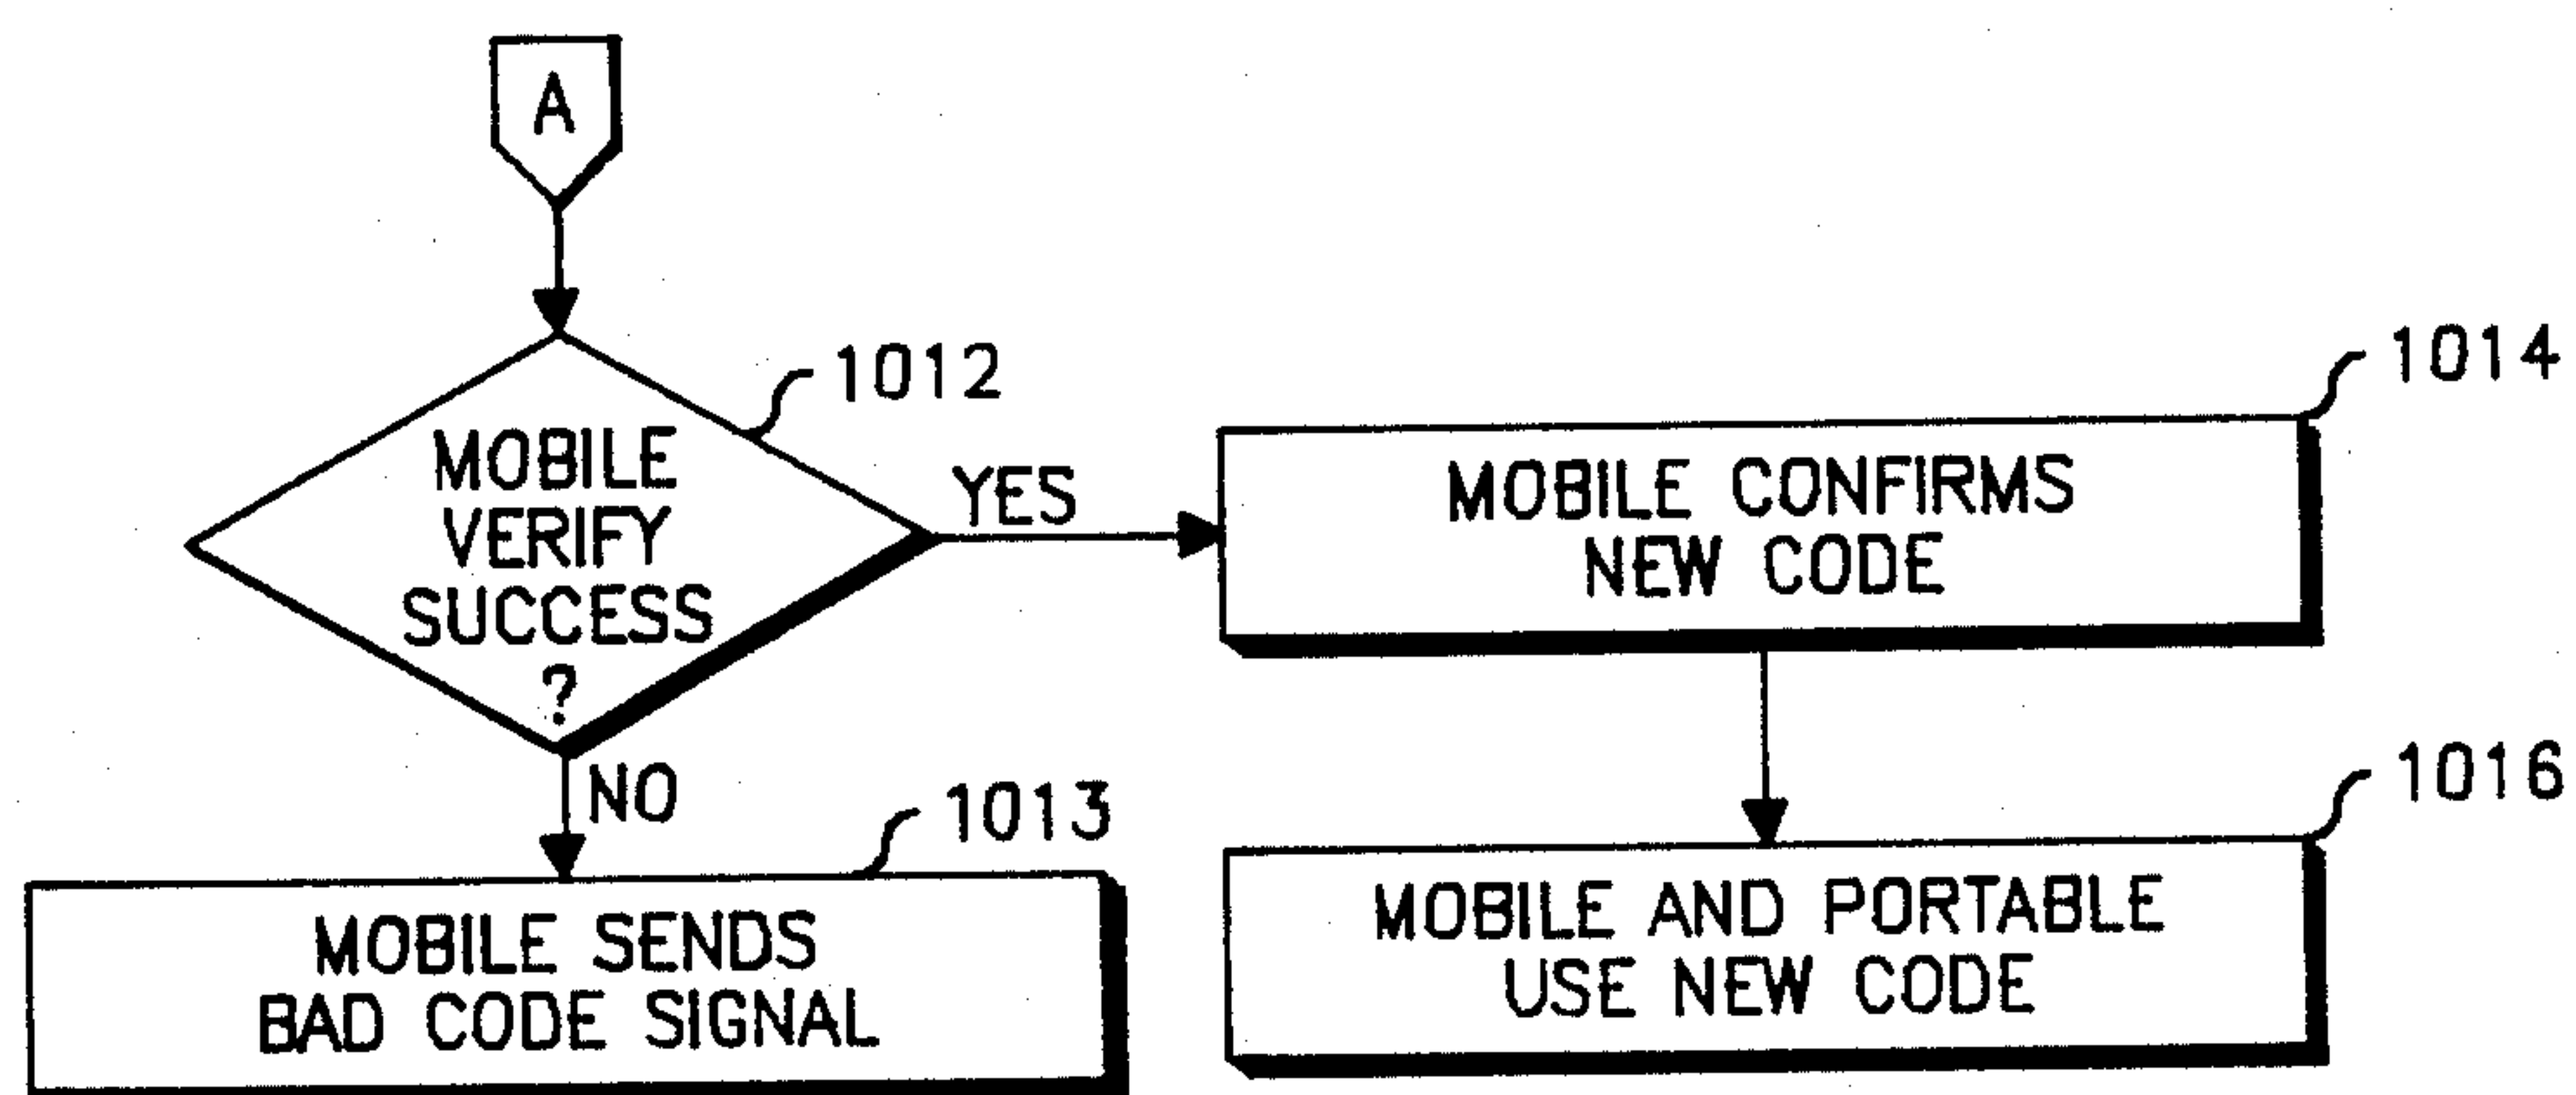 A
1012
MOBILE
VERIFY
SUCCESS
?
YES
NO
1014
MOBILE CONFIRMS
NEW CODE
1013
MOBILE SENDS
BAD CODE SIGNAL
1016
MOBILE AND PORTABLE
USE NEW CODE